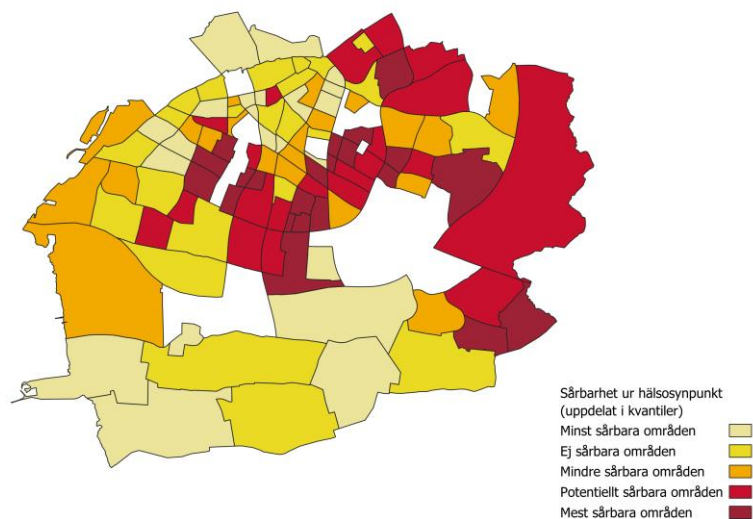 Sårbarhet ur hälsosynpunkt
(uppdelat i kvantiler)
Minst sårbara områden
Ej sårbara områden
Mindre sårbara områden
Potentiellt sårbara områden
Mest sårbara områden